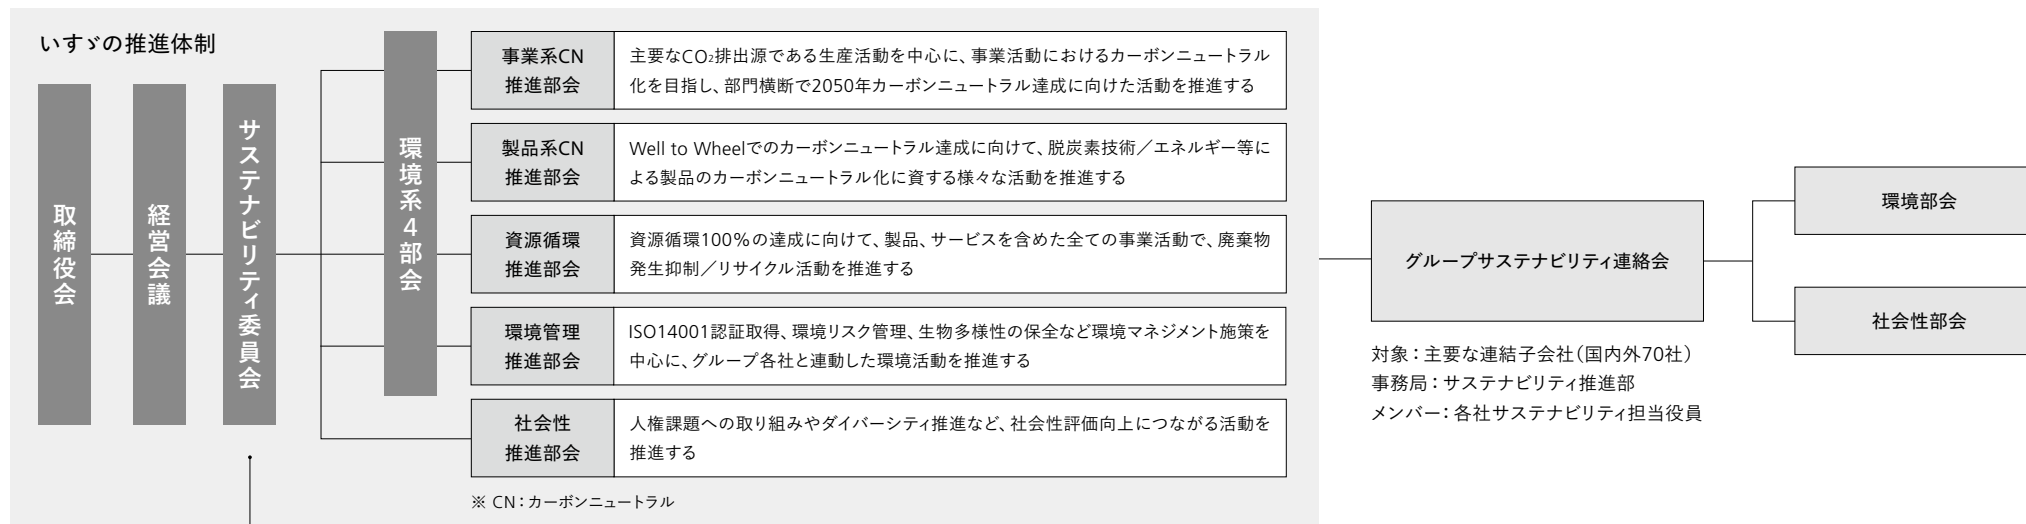 いすゞの推進体制
取締役会
経営会議
サステナビリティ委員会
環境系4部会
事業系CN
推進部会
主要なCO₂排出源である生産活動を中心に、事業活動におけるカーボンニュートラル
化を目指し、部門横断で2050年カーボンニュートラル達成に向けた活動を推進する
製品系CN
推進部会
Well to Wheelでのカーボンニュートラル達成に向けて、脱炭素技術／エネルギー等に
よる製品のカーボンニュートラル化に資する様々な活動を推進する
資源循環
推進部会
資源循環100％の達成に向けて、製品、サービスを含めた全ての事業活動で、廃棄物
発生抑制／リサイクル活動を推進する
環境管理
推進部会
ISO14001認証取得、環境リスク管理、生物多様性の保全など環境マネジメント施策を
中心に、グループ各社と連動した環境活動を推進する
社会性
推進部会
人権課題への取り組みやダイバーシティ推進など、社会性評価向上につながる活動を
推進する
※ CN：カーボンニュートラル
グループサステナビリティ連絡会
対象：主要な連結子会社（国内外70社）
事務局：サステナビリティ推進部
メンバー：各社サステナビリティ担当役員
環境部会
社会性部会